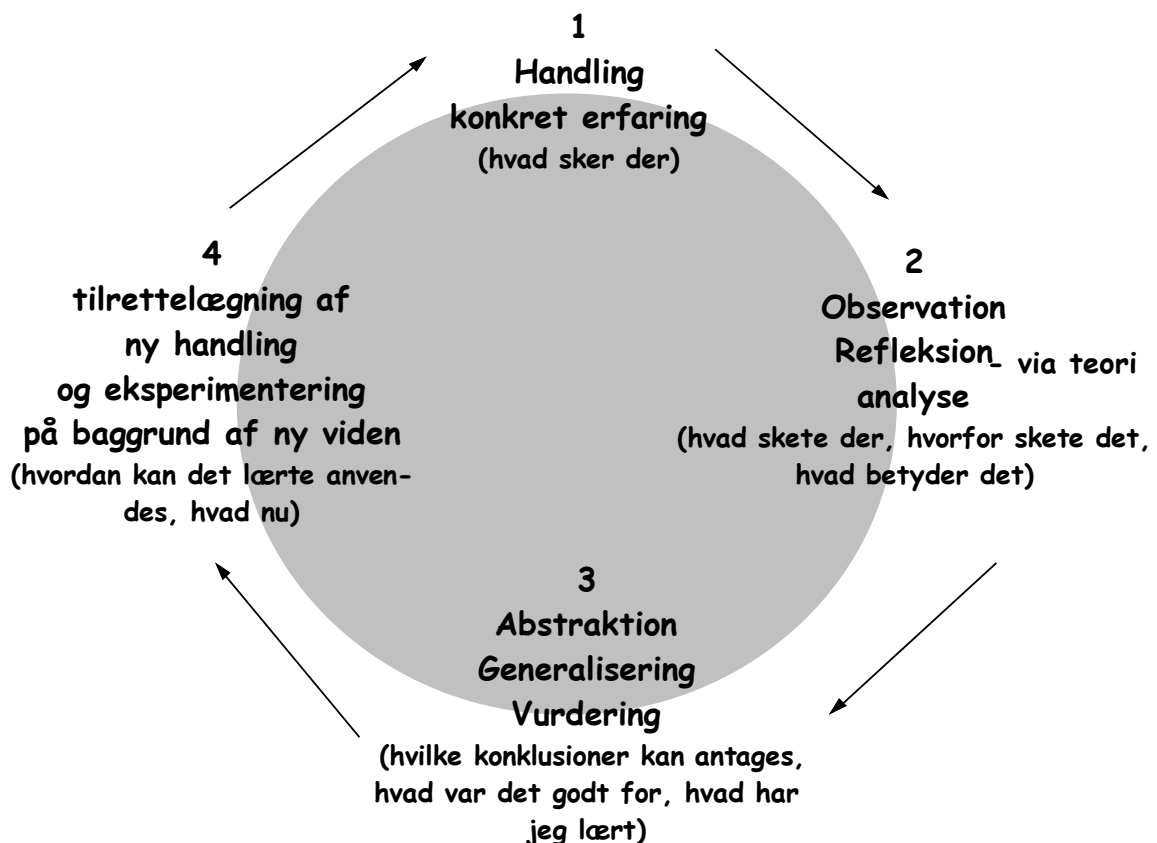 1
Handling
konkret erfaring
(hvad sker der)
2
Observation
Refleksion - via teori
analyse
(hvad skete der, hvorfor skete det,
hvad betyder det)
3
Abstraktion
Generalisering
Vurdering
(hvilke konklusioner kan antages,
hvad var det godt for, hvad har
jeg lært)
4
tilrettelægning af
ny handling
og eksperimentering
på baggrund af ny viden
(hvordan kan det lærte anven-
des, hvad nu)